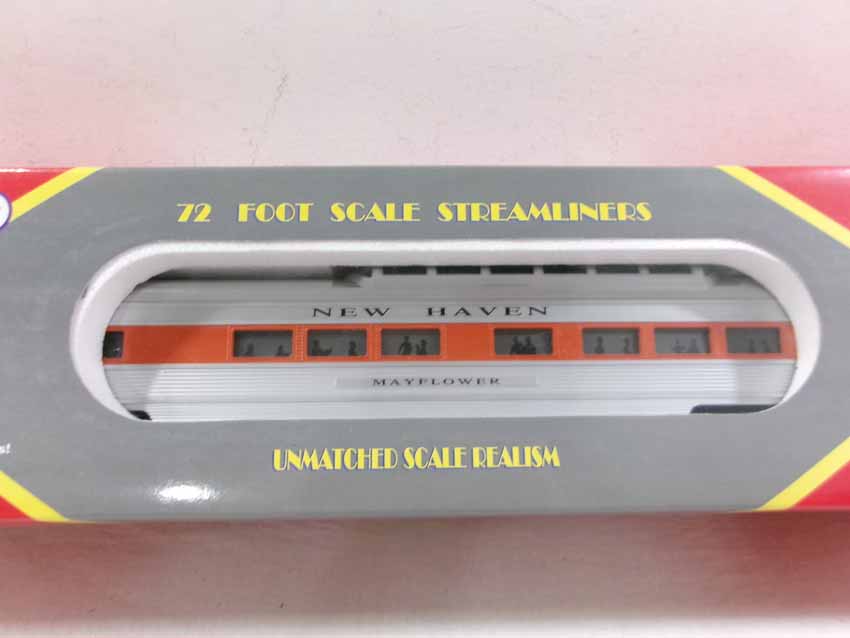 72 FOOT SCALE STREAMLINERS
NEW HAVEN
MAYFLOWER
UNMATCHED SCALE REALISM